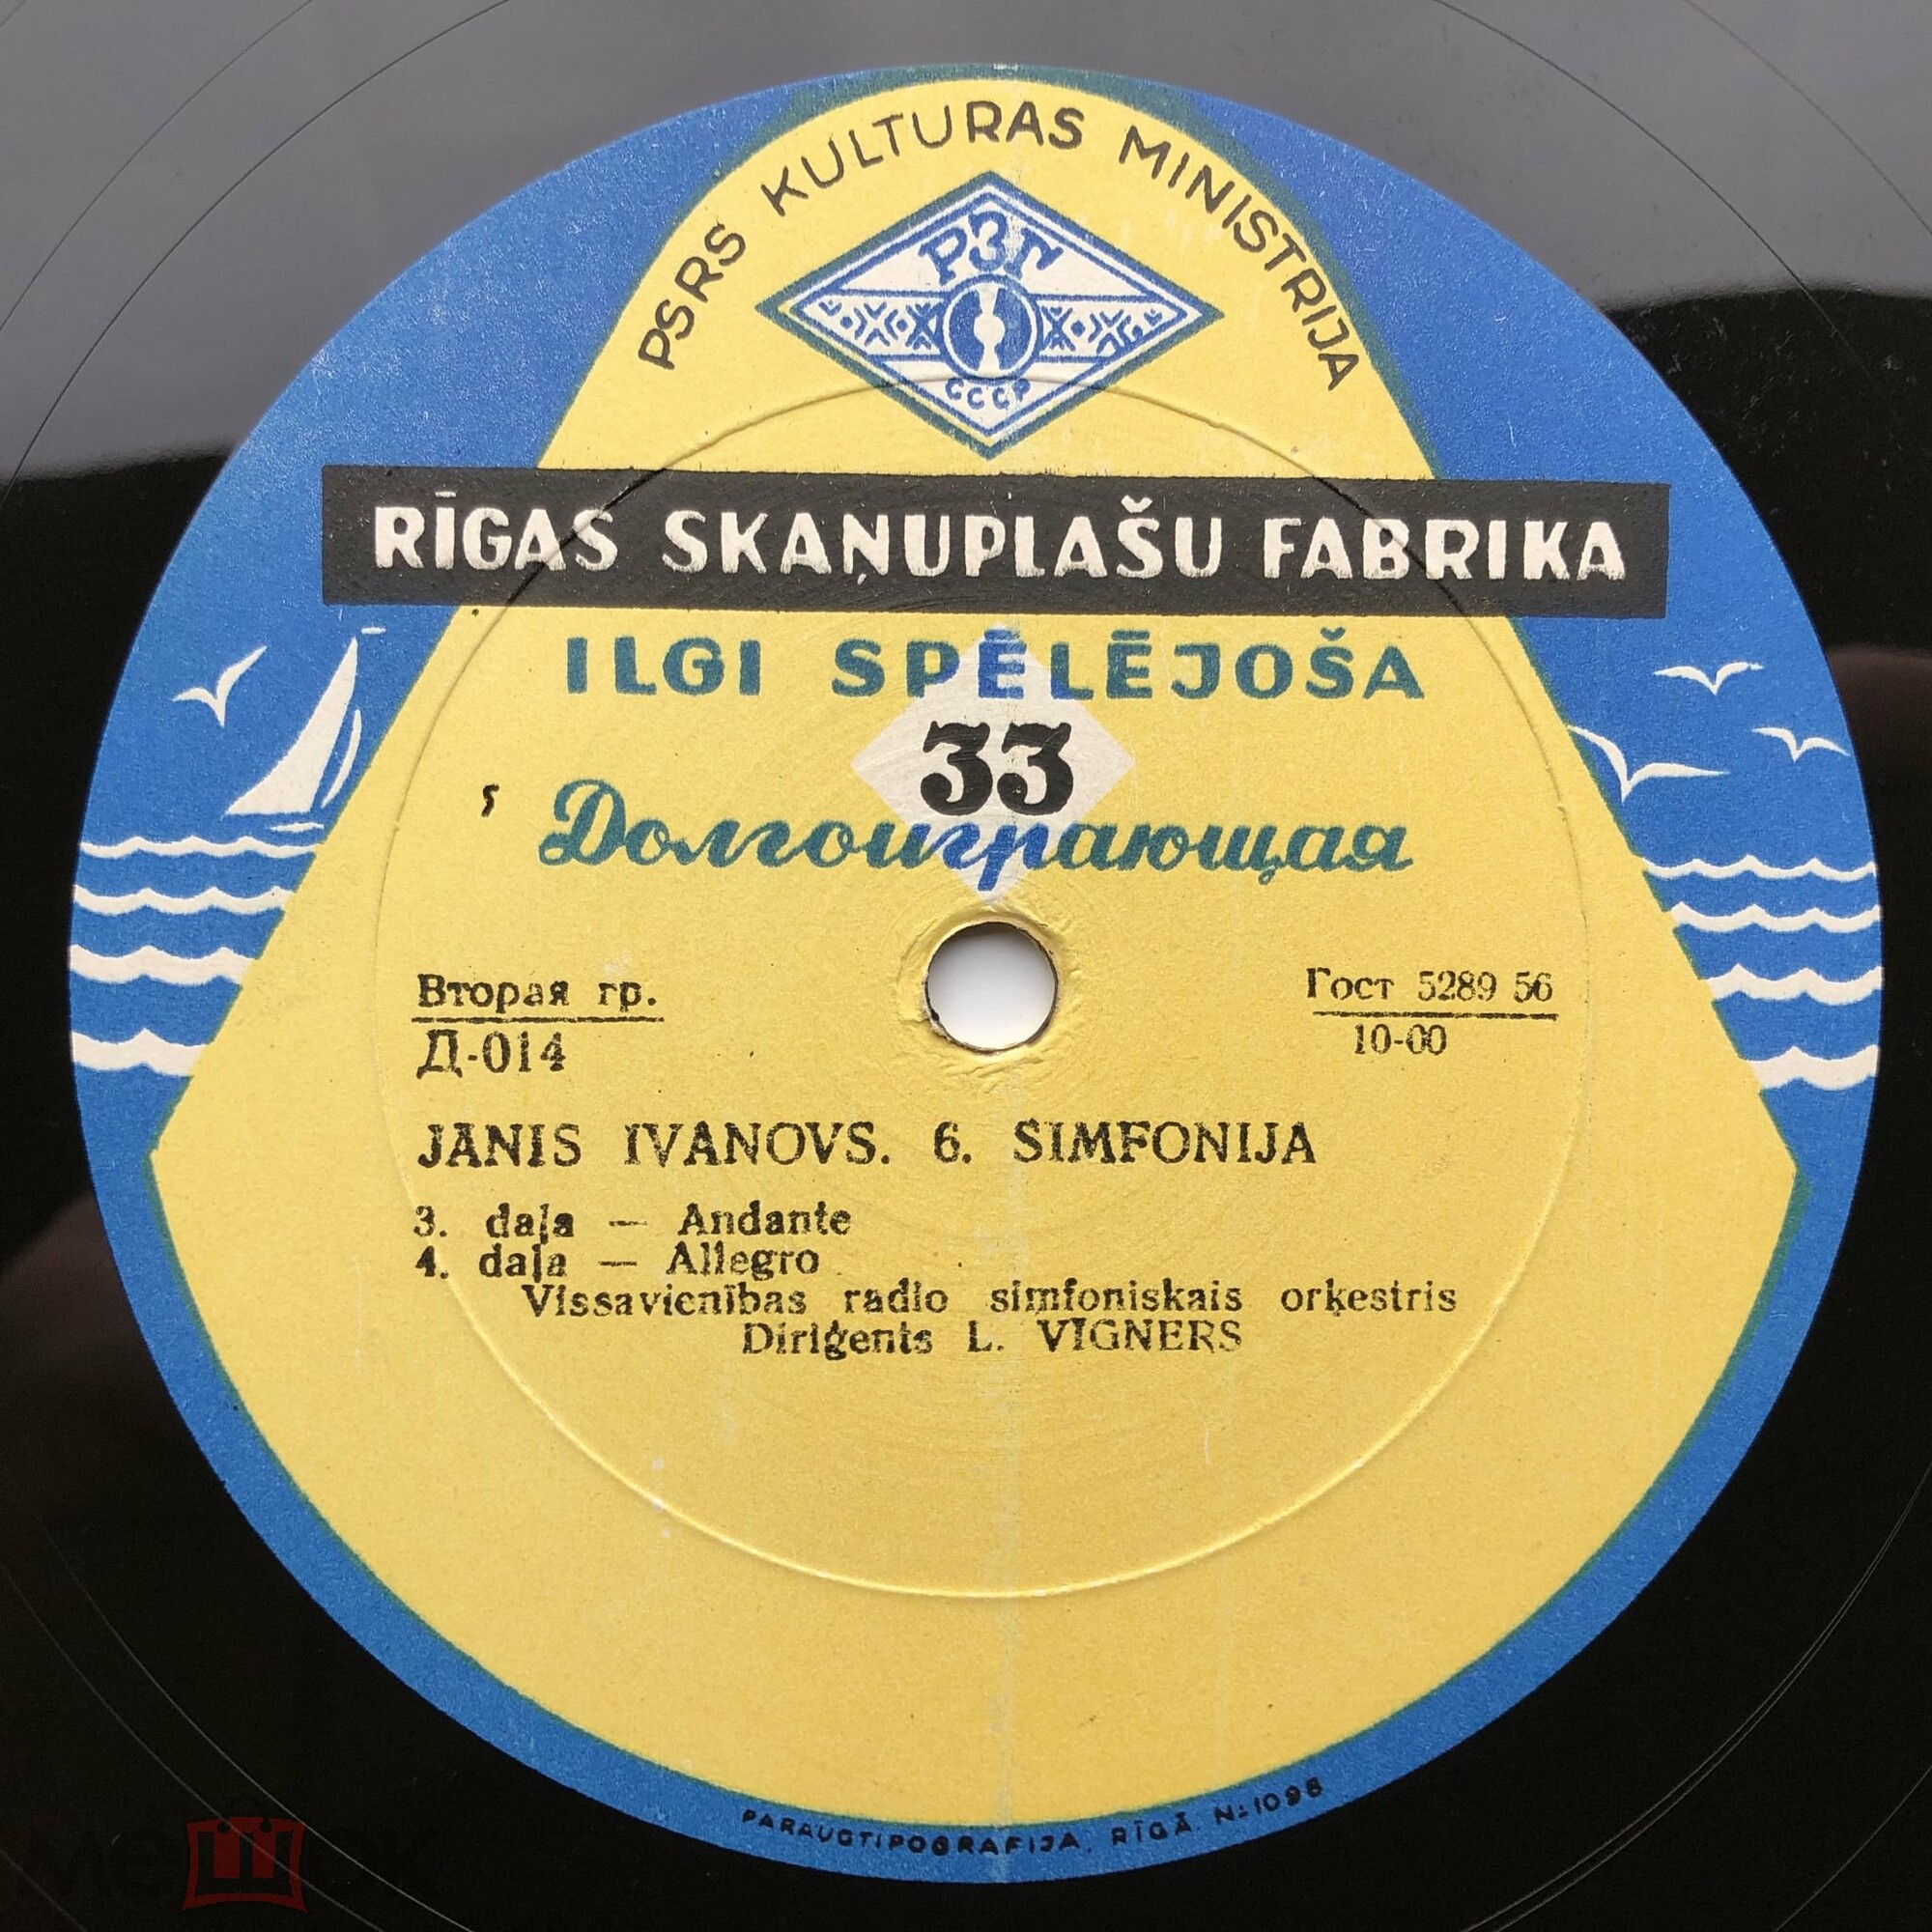 PSRS KULTURAS MINISTRIJA
РЗГ
СССР
RĪGAS SKAŅUPLAŠU FABRIKA
ILGI SPĒLĒJOŠA
33
Долгоиграющая
Вторая гр.
Гост 5289 56
Д-014
10-00
JANIS IVANOVS. 6. SIMFONIJA
3. daļa — Andante
4. daļa — Allegro
Vissavienības radio simfoniskais orķestris
Diriģents L. VĪGNERS
PARAUGTIPOGRAFIJA, RĪGĀ. №1098
мешок